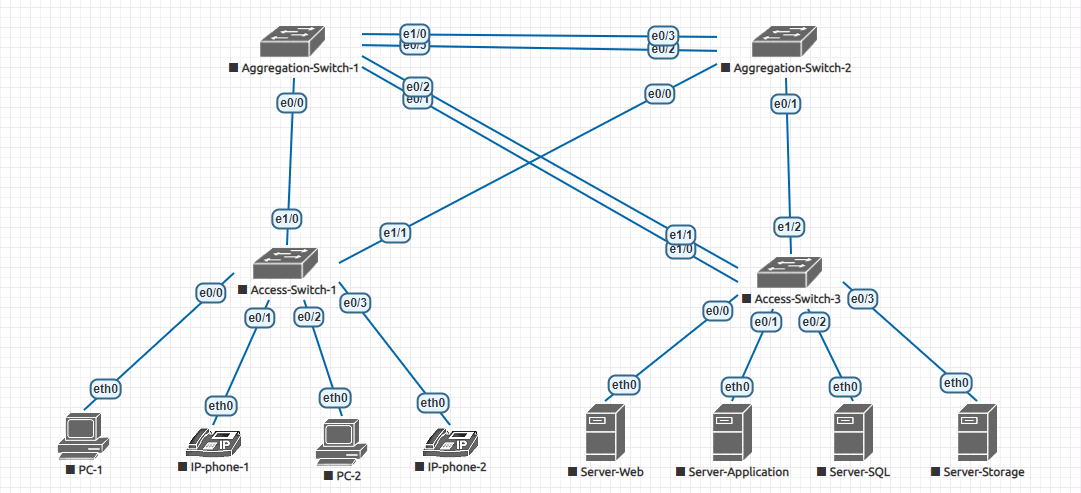 e1/0
e0/3
e0/3
e0/2
Aggregation-Switch-1
Aggregation-Switch-2
e0/2
e0/1
e0/0
e0/0
e0/1
e1/0
e1/1
e1/1
e1/0
e1/2
Access-Switch-1
Access-Switch-3
e0/0
e0/1
e0/2
e0/3
e0/0
e0/1
e0/2
e0/3
eth0
eth0
eth0
eth0
eth0
eth0
eth0
eth0
PC-1
IP
IP-phone-1
PC-2
IP
IP-phone-2
Server-Web
Server-Application
Server-SQL
Server-Storage